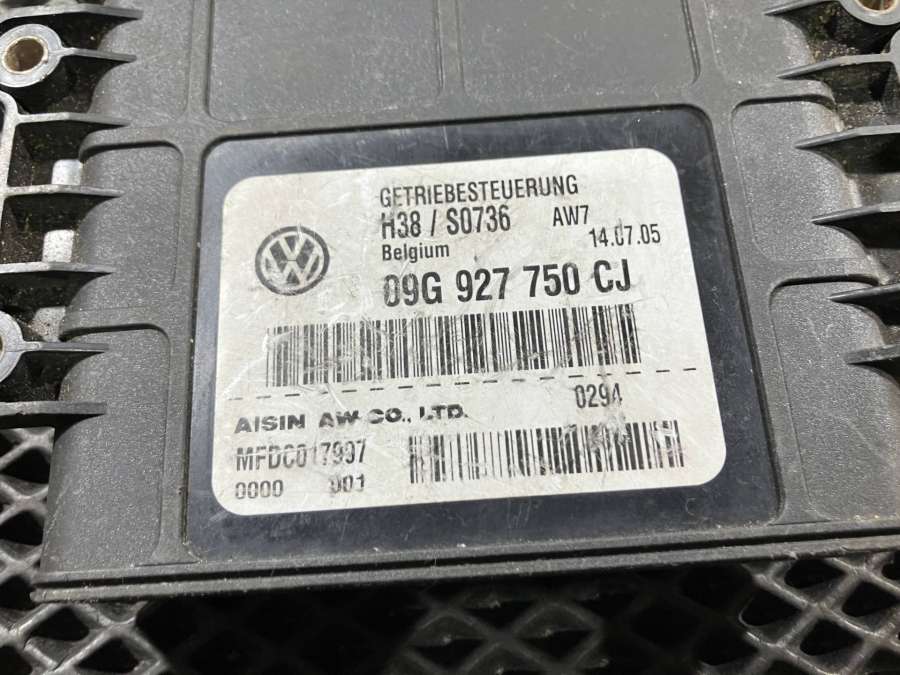 GETRIEBESTEUERUNG
H38 / S0736 AW7
Belgium 14.07.05
09G 927 750 CJ
0294
AISIN AW CO., LTD.
MFDC017997
0000 001